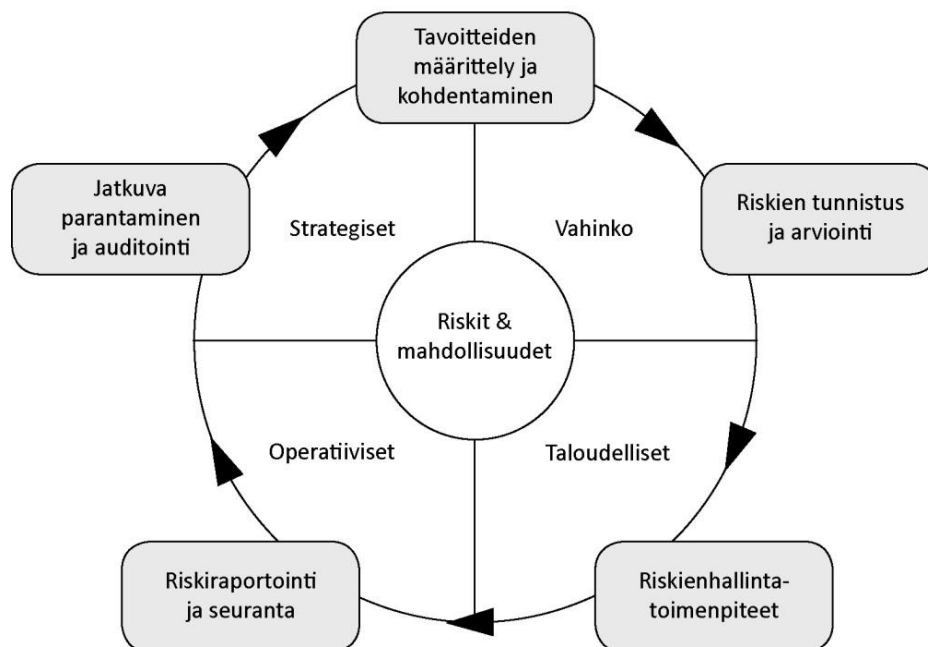 Tavoitteiden
määrittely ja
kohdentaminen
Jatkuva
parantaminen
ja auditointi
Strategiset
Vahinko
Riskien tunnistus
ja arviointi
Riskit &
mahdollisuudet
Operatiiviset
Taloudelliset
Riskiraportointi
ja seuranta
Riskienhallinta-
toimenpiteet